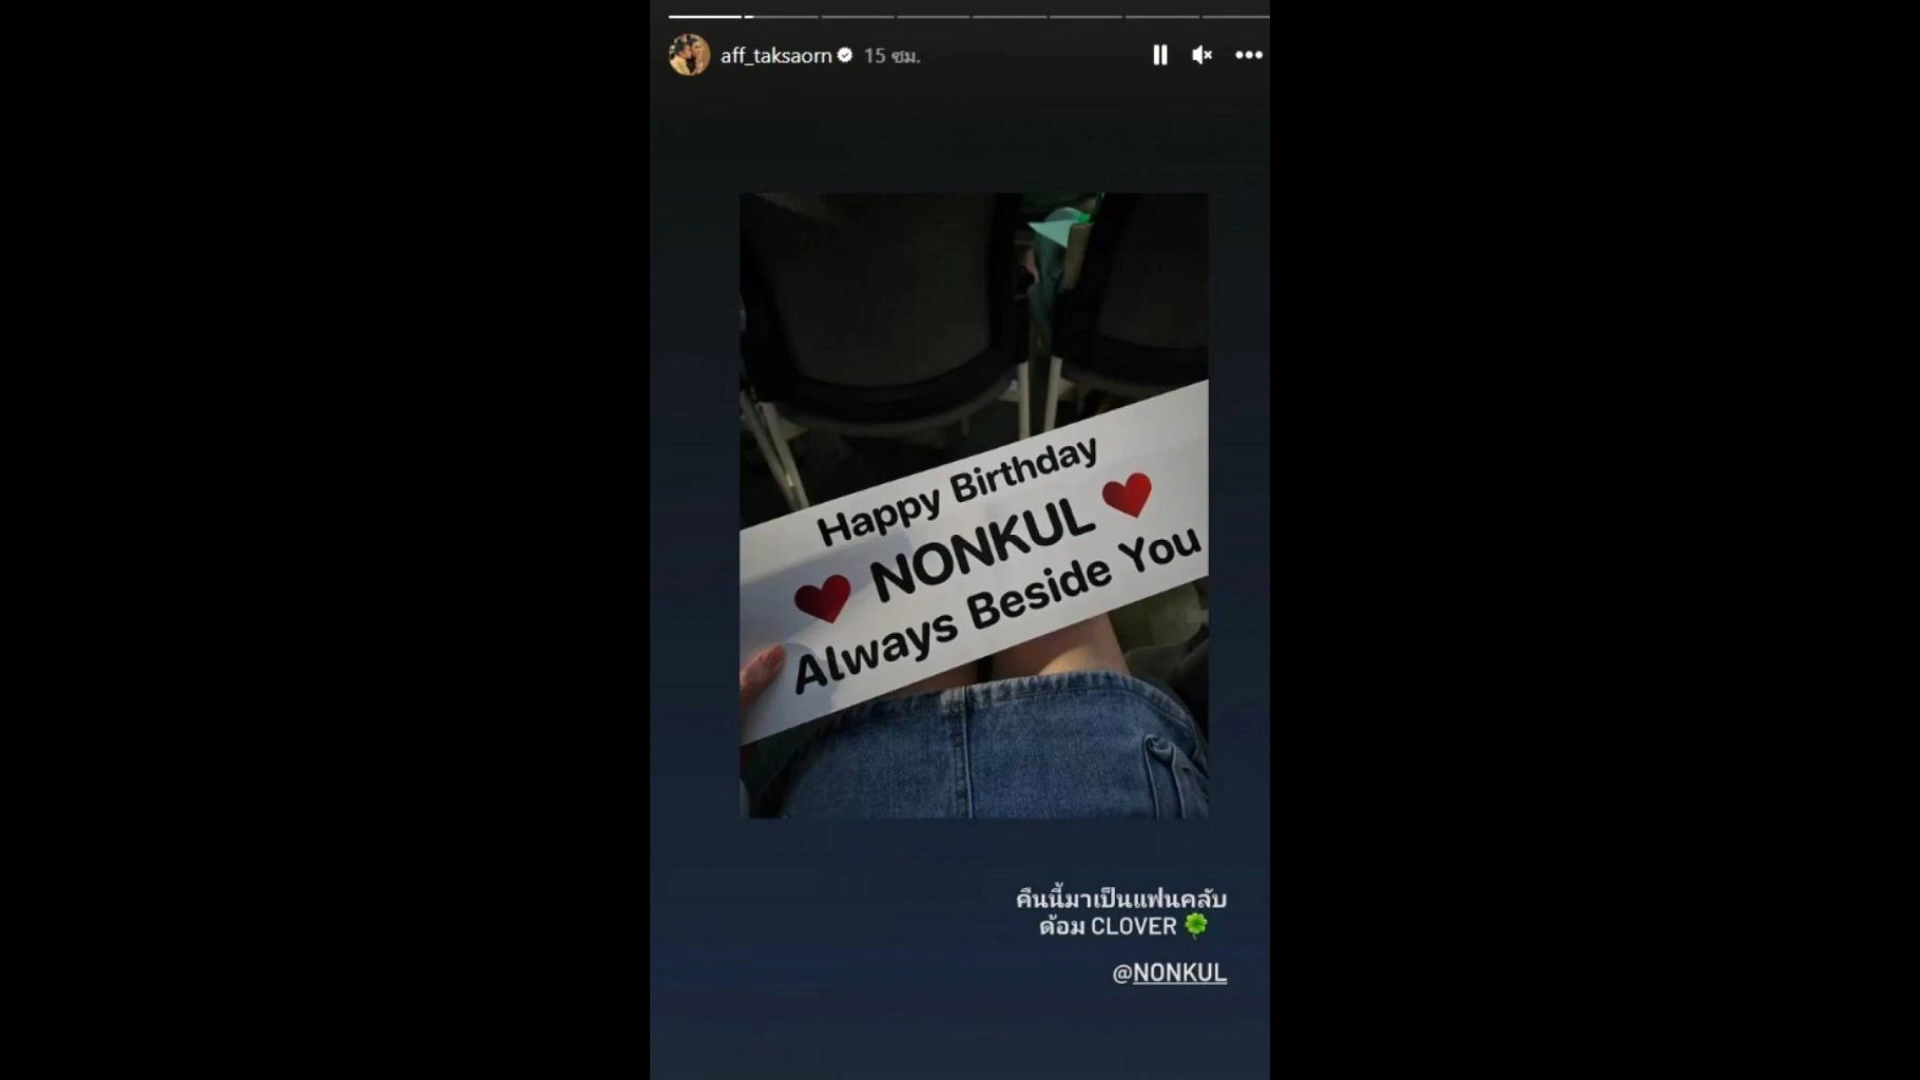 aff_taksaorn 15 ชม.
Happy Birthday
NONKUL
Always Beside You
คืนนี้มาเป็นแฟนคลับ
ด้อม CLOVER 🍀
@NONKUL